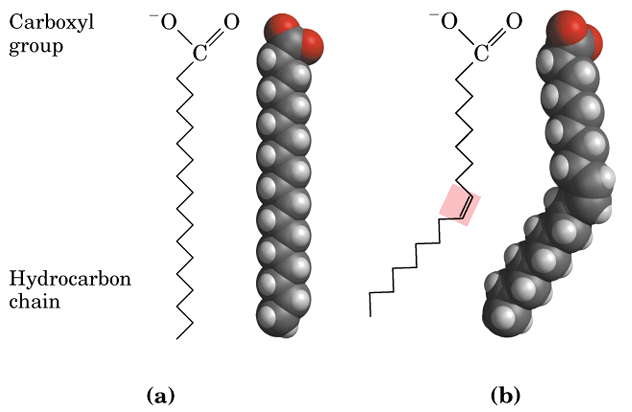 Carboxyl
group
⁻O
O
C
⁻O
O
C
Hydrocarbon
chain
(a)
(b)